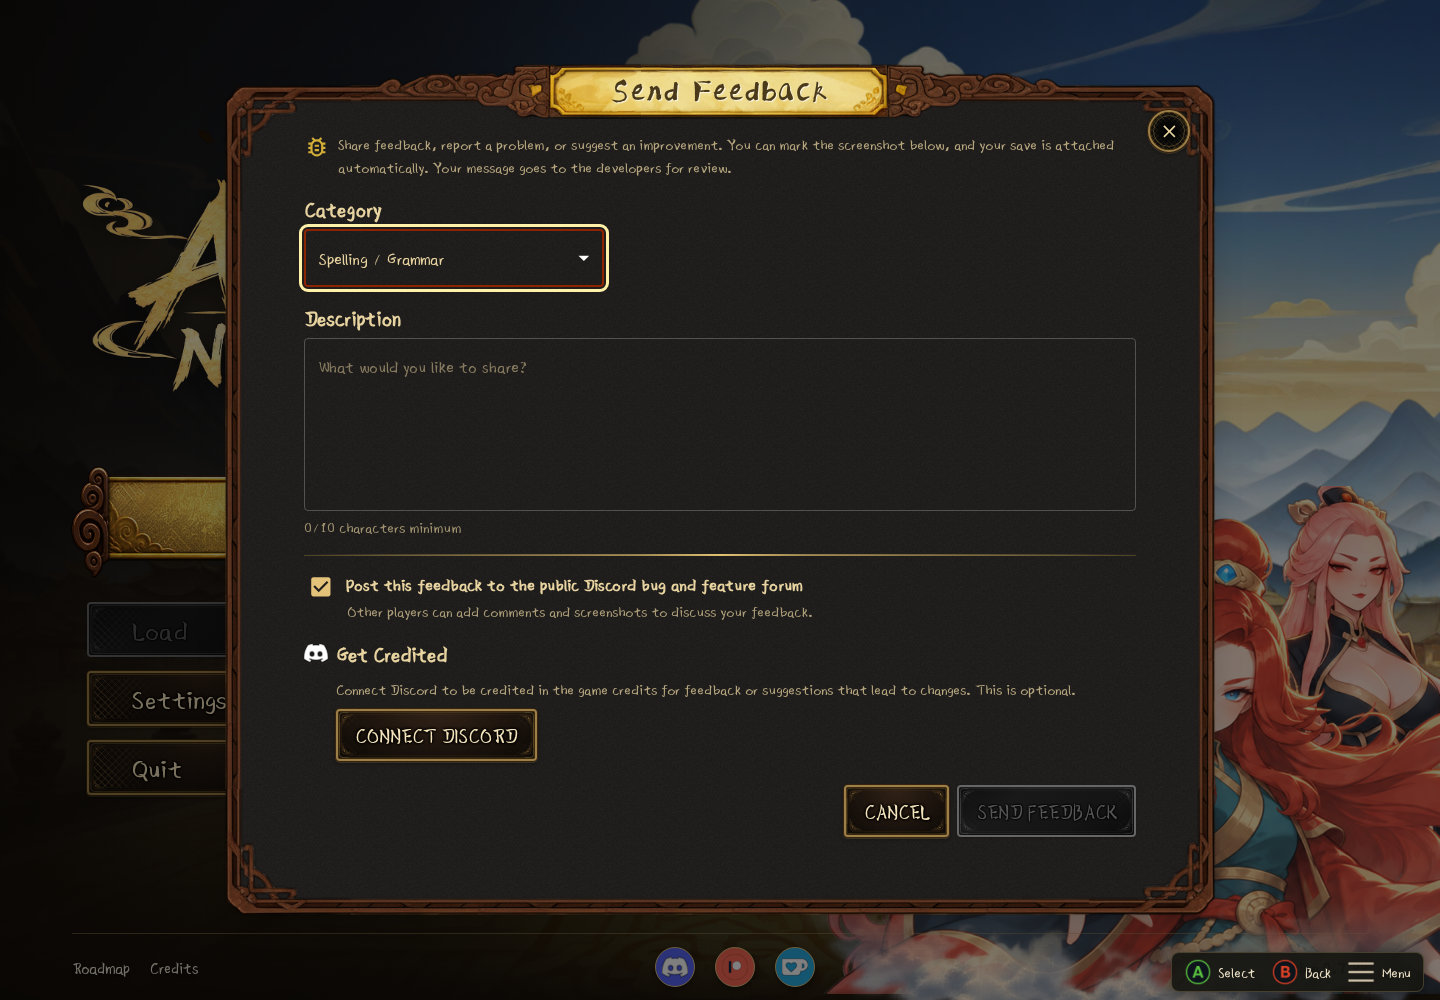 Send Feedback
Share feedback, report a problem, or suggest an improvement. You can mark the screenshot below, and your save is attached
automatically. Your message goes to the developers for review.
Category
Spelling / Grammar
Description
What would you like to share?
0/10 characters minimum
Post this feedback to the public Discord bug and feature forum
Other players can add comments and screenshots to discuss your feedback.
Get Credited
Connect Discord to be credited in the game credits for feedback or suggestions that lead to changes. This is optional.
CONNECT DISCORD
CANCEL
SEND FEEDBACK
Load
Settings
Quit
Roadmap
Credits
A Select
B Back
Menu